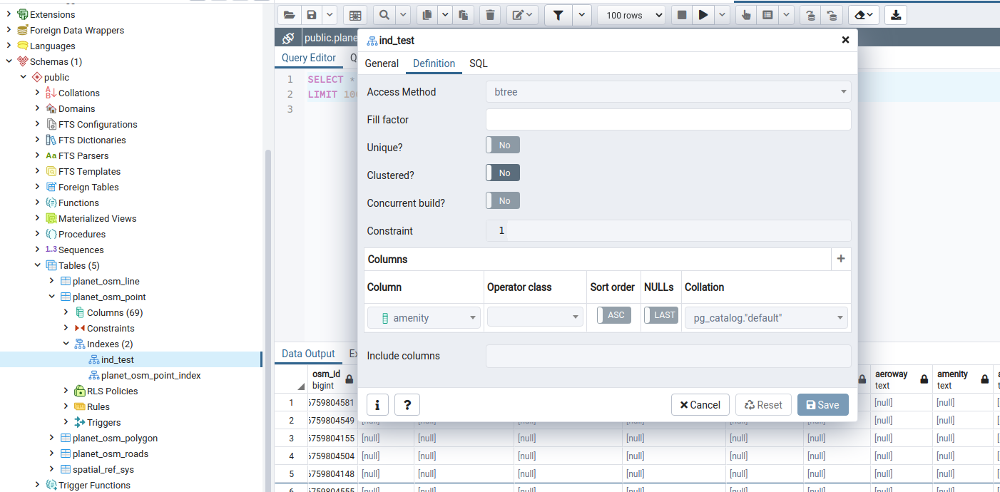 Extensions
Foreign Data Wrappers
Languages
Schemas (1)
public
Collations
Domains
FTS Configurations
FTS Dictionaries
Aa FTS Parsers
FTS Templates
Foreign Tables
Functions
Materialized Views
Procedures
1..3 Sequences
Tables (5)
planet_osm_line
planet_osm_point
Columns (69)
Constraints
Indexes (2)
ind_test
planet_osm_point_index
RLS Policies
Rules
Triggers
planet_osm_polygon
planet_osm_roads
spatial_ref_sys
Trigger Functions
100 rows
public.plane
Query Editor Q
1 SELECT *
2 LIMIT 100
3
ind_test
General Definition SQL
Access Method btree
Fill factor
Unique? No
Clustered? No
Concurrent build? No
Constraint 1
Columns
Column Operator class Sort order NULLs Collation
amenity ASC LAST pg_catalog."default"
Include columns
i ? Cancel Reset Save
Data Output Ex
osm_id aeroway amenity
bigint text text
1 5759804581 [null] [null]
2 5759804549 [null] [null] [null] [null] [null] [null] [null] [null]
3 5759804155 [null] [null] [null] [null] [null] [null] [null] [null]
4 5759804504 [null] [null] [null] [null] [null] [null] [null] [null]
5 5759804148 [null] [null] [null] [null] [null] [null] [null] [null]
6 5759804555 [null] [null] [null] [null] [null] [null] [null] [null]